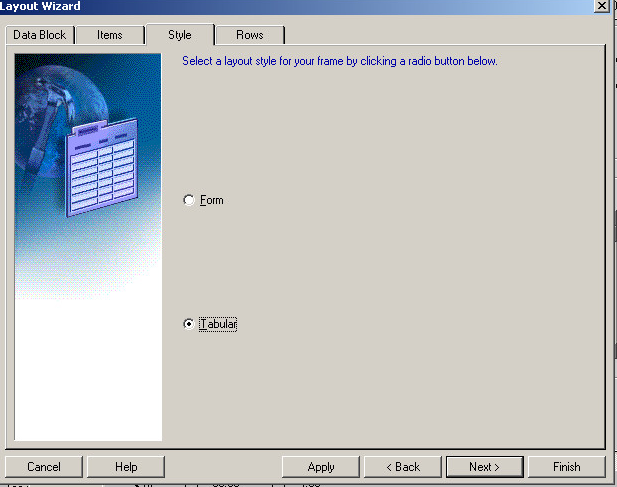 Layout Wizard
Data Block Items Style Rows
Select a layout style for your frame by clicking a radio button below.
Form
Tabular
Cancel Help Apply < Back Next > Finish